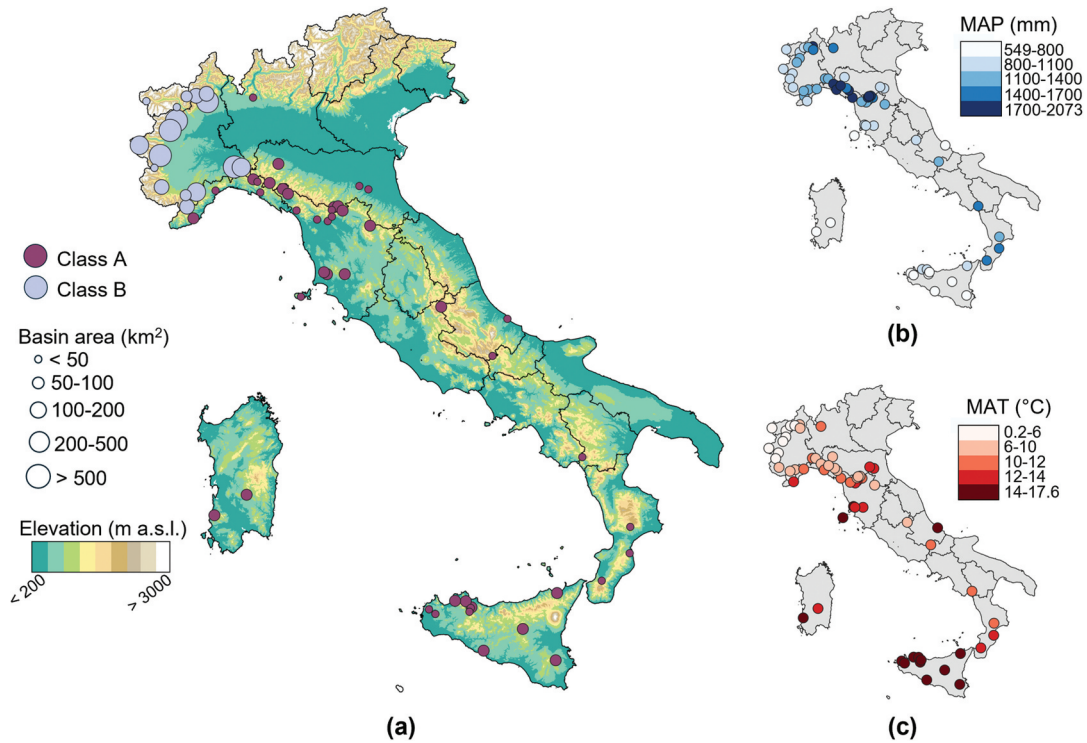 Class A
Class B
Basin area (km²)
< 50
50-100
100-200
200-500
> 500
Elevation (m a.s.l.)
< 200
> 3000
(a)
MAP (mm)
549-800
800-1100
1100-1400
1400-1700
1700-2073
(b)
MAT (°C)
0.2-6
6-10
10-12
12-14
14-17.6
(c)